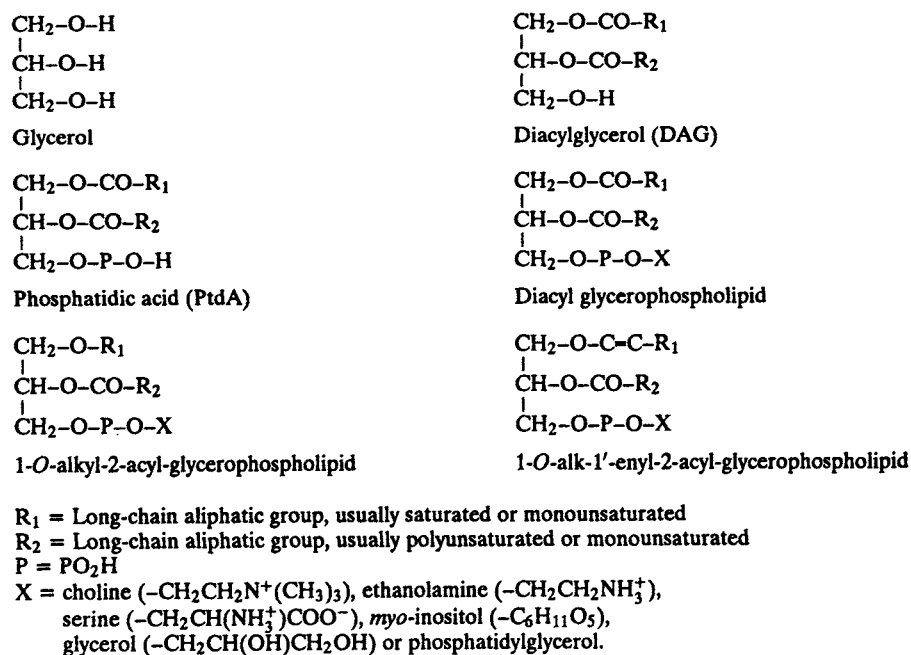 CH₂–O–H
CH–O–H
CH₂–O–H
Glycerol
CH₂–O–CO–R₁
CH–O–CO–R₂
CH₂–O–H
Diacylglycerol (DAG)
CH₂–O–CO–R₁
CH–O–CO–R₂
CH₂–O–P–O–H
Phosphatidic acid (PtdA)
CH₂–O–CO–R₁
CH–O–CO–R₂
CH₂–O–P–O–X
Diacyl glycerophospholipid
CH₂–O–R₁
CH–O–CO–R₂
CH₂–O–P–O–X
1-O-alkyl-2-acyl-glycerophospholipid
CH₂–O–C=C–R₁
CH–O–CO–R₂
CH₂–O–P–O–X
1-O-alk-1′-enyl-2-acyl-glycerophospholipid
R₁ = Long-chain aliphatic group, usually saturated or monounsaturated
R₂ = Long-chain aliphatic group, usually polyunsaturated or monounsaturated
P = PO₂H
X = choline (–CH₂CH₂N⁺(CH₃)₃), ethanolamine (–CH₂CH₂NH₃⁺),
serine (–CH₂CH(NH₃⁺)COO⁻), myo-inositol (–C₆H₁₁O₅),
glycerol (–CH₂CH(OH)CH₂OH) or phosphatidylglycerol.